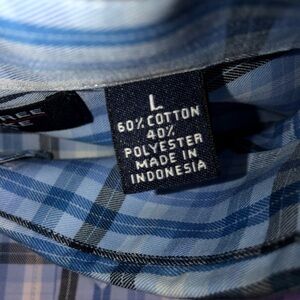 L
60% COTTON
40%
POLYESTER
MADE IN
INDONESIA